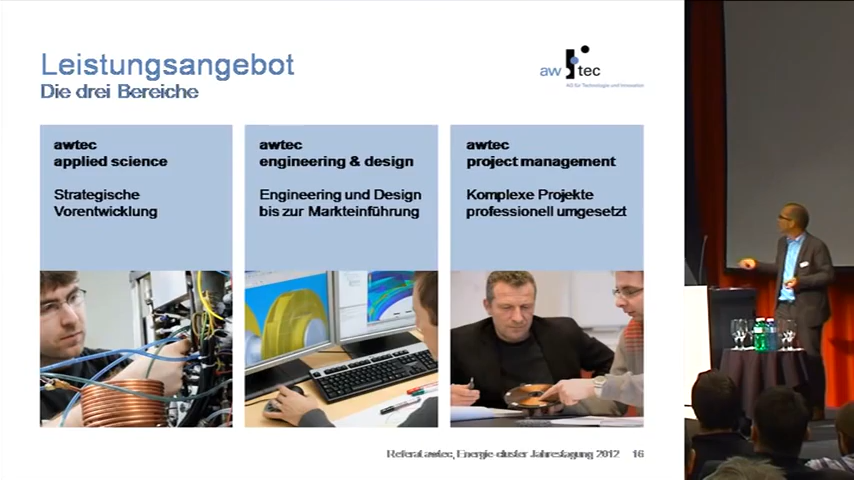 Leistungsangebot
Die drei Bereiche
aw tec
AG für Technologie und Innovation
awtec
applied science
Strategische
Vorentwicklung
awtec
engineering & design
Engineering und Design
bis zur Markteinführung
awtec
project management
Komplexe Projekte
professionell umgesetzt
Referat awtec, Energie-cluster Jahrestagung 2012 16